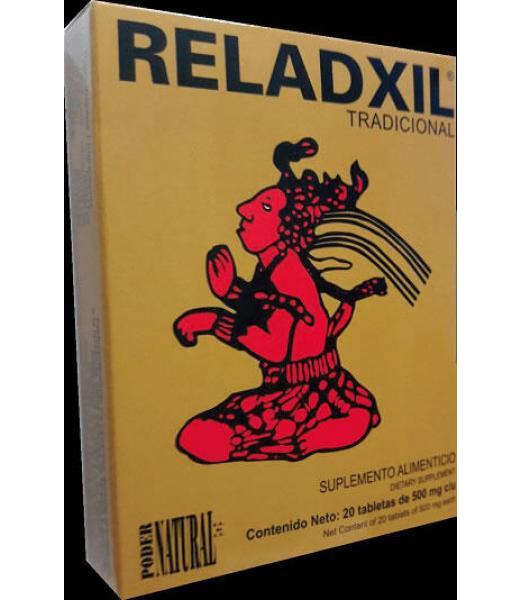 RELADXIL®
TRADICIONAL
SUPLEMENTO ALIMENTICIO
DIETARY SUPPLEMENT
Contenido Neto: 20 tabletas de 500 mg c/u
Net Content of 20 tablets of 500 mg each
PODER
NATURAL